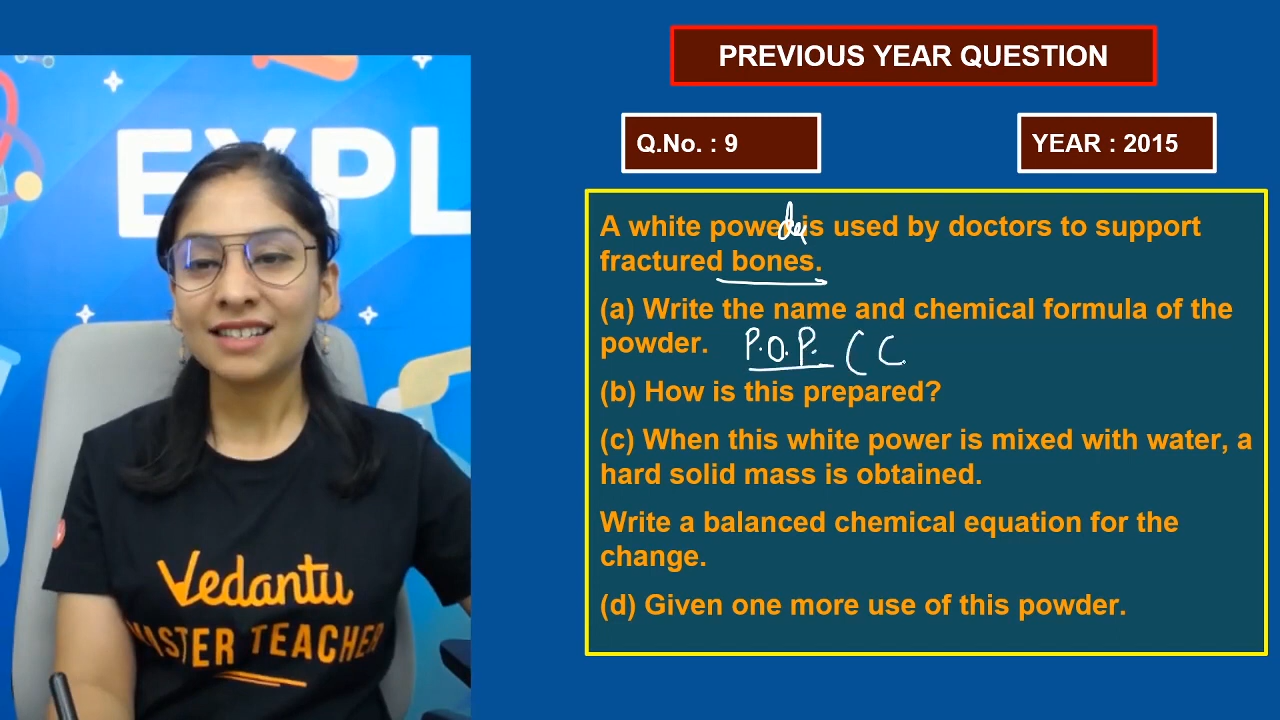 EXPL
Vedantu
MASTER TEACHER
PREVIOUS YEAR QUESTION
Q.No. : 9
YEAR : 2015
A white power is used by doctors to support
fractured bones.
(a) Write the name and chemical formula of the
powder. P.O.P. ( C
(b) How is this prepared?
(c) When this white power is mixed with water, a
hard solid mass is obtained.
Write a balanced chemical equation for the
change.
(d) Given one more use of this powder.